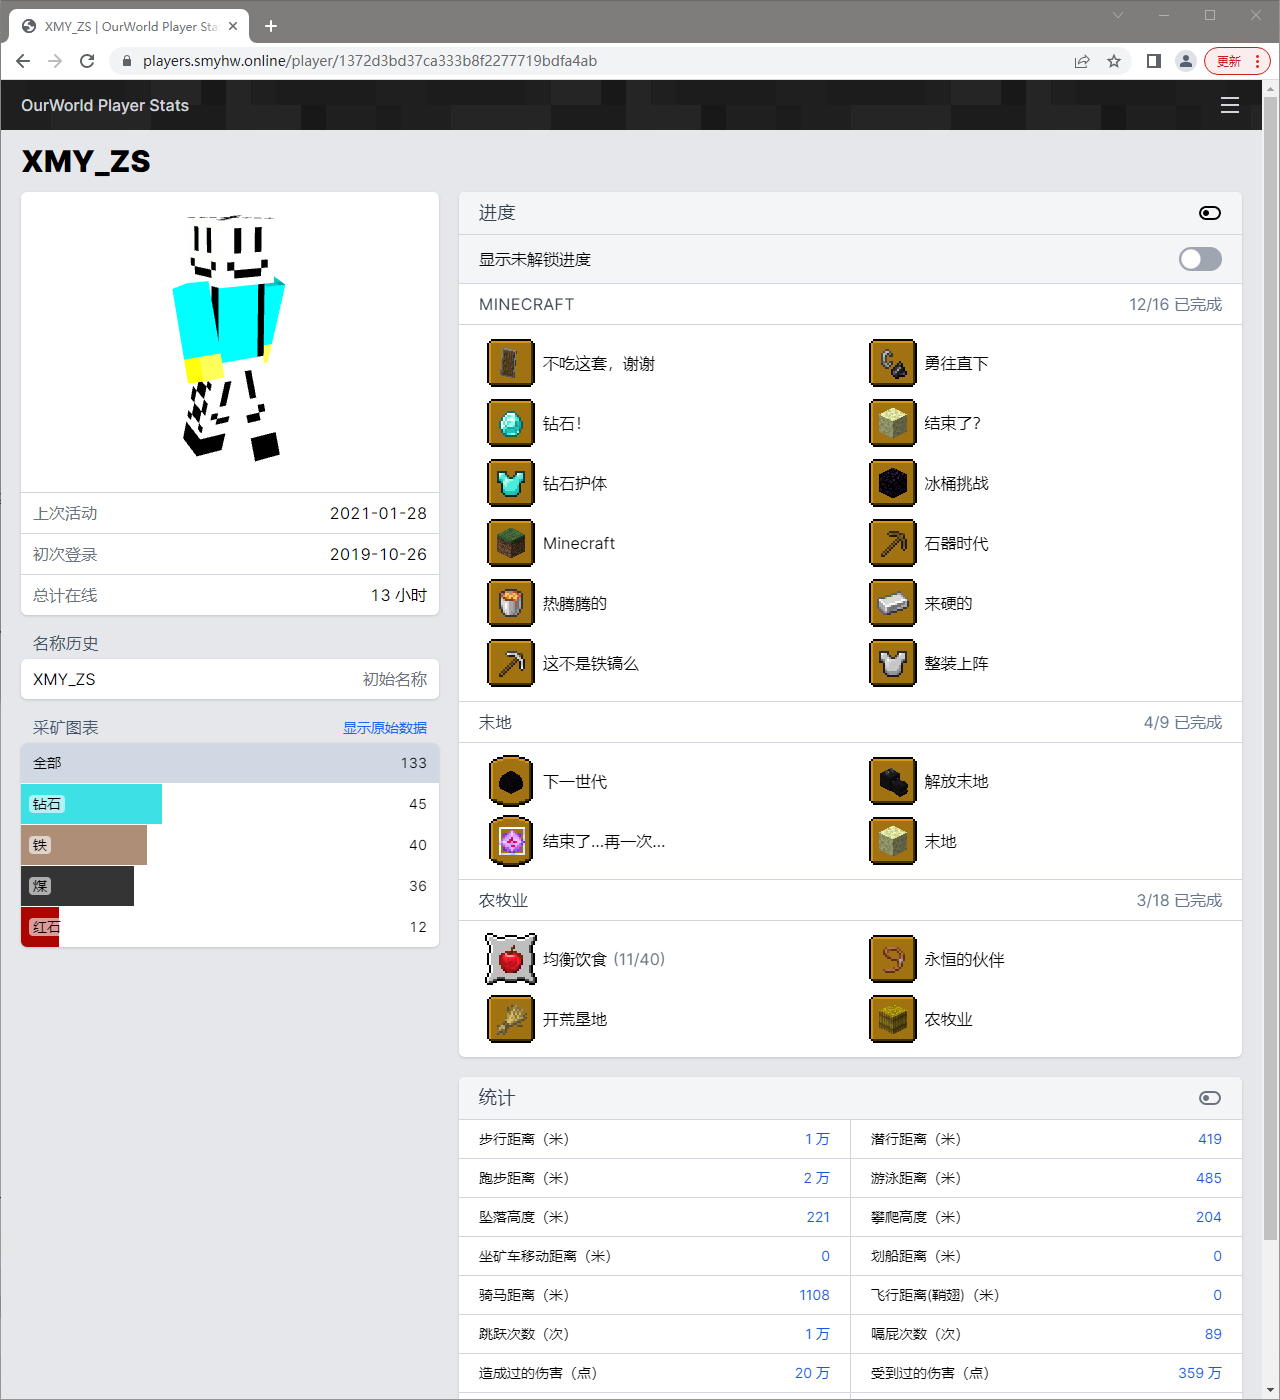 XMY_ZS | OurWorld Player Sta
players.smyhw.online/player/1372d3bd37ca333b8f2277719bdfa4ab
更新
OurWorld Player Stats
XMY_ZS
上次活动 2021-01-28
初次登录 2019-10-26
总计在线 13 小时
名称历史
XMY_ZS 初始名称
采矿图表 显示原始数据
全部 133
钻石 45
铁 40
煤 36
红石 12
进度
显示未解锁进度
MINECRAFT 12/16 已完成
不吃这套，谢谢 勇往直下
钻石！ 结束了？
钻石护体 冰桶挑战
Minecraft 石器时代
热腾腾的 来硬的
这不是铁镐么 整装上阵
末地 4/9 已完成
下一世代 解放末地
结束了...再一次... 末地
农牧业 3/18 已完成
均衡饮食 (11/40) 永恒的伙伴
开荒垦地 农牧业
统计
步行距离（米） 1 万 潜行距离（米） 419
跑步距离（米） 2 万 游泳距离（米） 485
坠落高度（米） 221 攀爬高度（米） 204
坐矿车移动距离（米） 0 划船距离（米） 0
骑马距离（米） 1108 飞行距离(鞘翅)（米） 0
跳跃次数（次） 1 万 嗝屁次数（次） 89
造成过的伤害（点） 20 万 受到过的伤害（点） 359 万